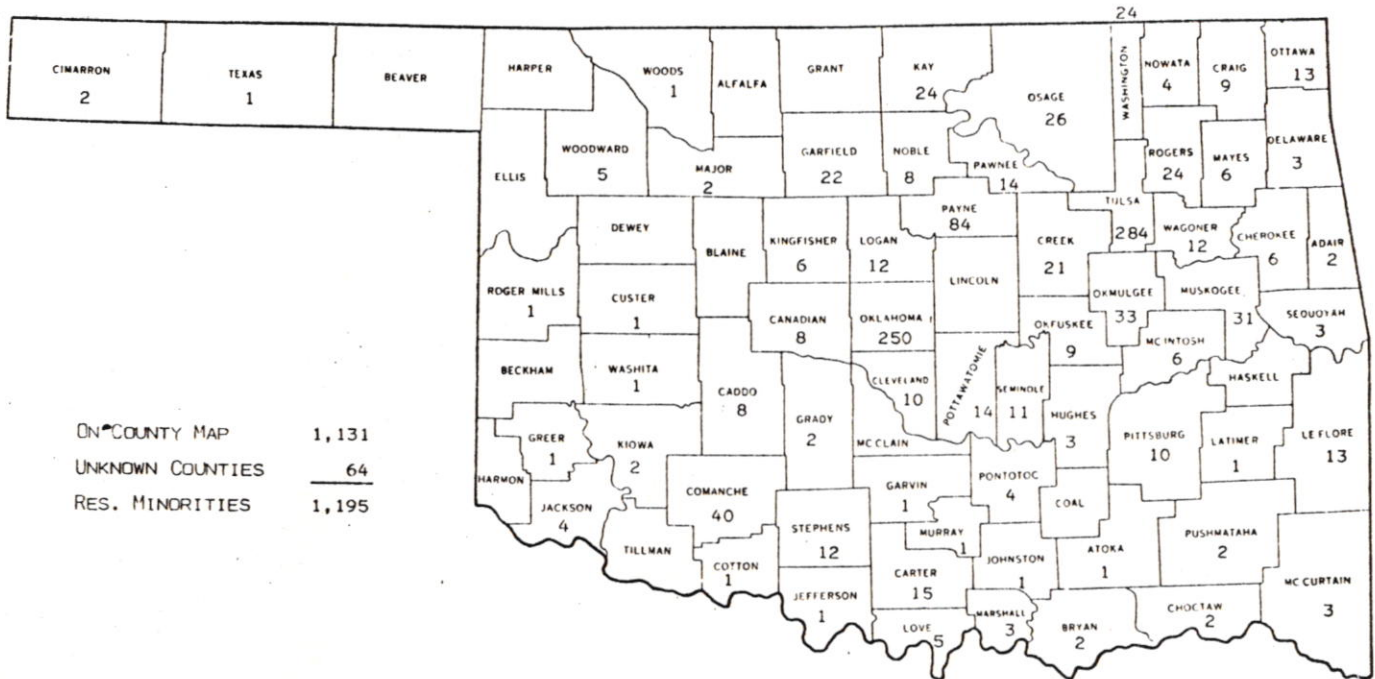 24
CIMARRON
2
TEXAS
1
BEAVER
HARPER
WOODS
1
ALFALFA
GRANT
KAY
24
OSAGE
26
WASHINGTON
NOWATA
4
CRAIG
9
OTTAWA
13
ELLIS
WOODWARD
5
MAJOR
2
GARFIELD
22
NOBLE
8
PAWNEE
14
ROGERS
24
MAYES
6
DELAWARE
3
DEWEY
BLAINE
KINGFISHER
6
LOGAN
12
PAYNE
84
LINCOLN
CREEK
21
TULSA
284
WAGONER
12
CHEROKEE
6
ADAIR
2
ROGER MILLS
1
CUSTER
1
CANADIAN
8
OKLAHOMA
250
OKFUSKEE
9
OKMULGEE
33
MUSKOGEE
31
SEQUOYAH
3
BECKHAM
WASHITA
1
CADDO
8
GRADY
2
CLEVELAND
10
POTTAWATOMIE
14
SEMINOLE
11
HUGHES
3
MC INTOSH
6
HASKELL
PITTSBURG
10
LATIMER
1
LE FLORE
13
ON COUNTY MAP 1,131
UNKNOWN COUNTIES 64
RES. MINORITIES 1,195
HARMON
GREER
1
KIOWA
2
JACKSON
4
COMANCHE
40
MC CLAIN
GARVIN
1
PONTOTOC
4
COAL
TILLMAN
COTTON
1
STEPHENS
12
MURRAY
1
JOHNSTON
1
ATOKA
1
PUSHMATAHA
2
MC CURTAIN
3
JEFFERSON
1
CARTER
15
LOVE
5
MARSHALL
3
BRYAN
2
CHOCTAW
2